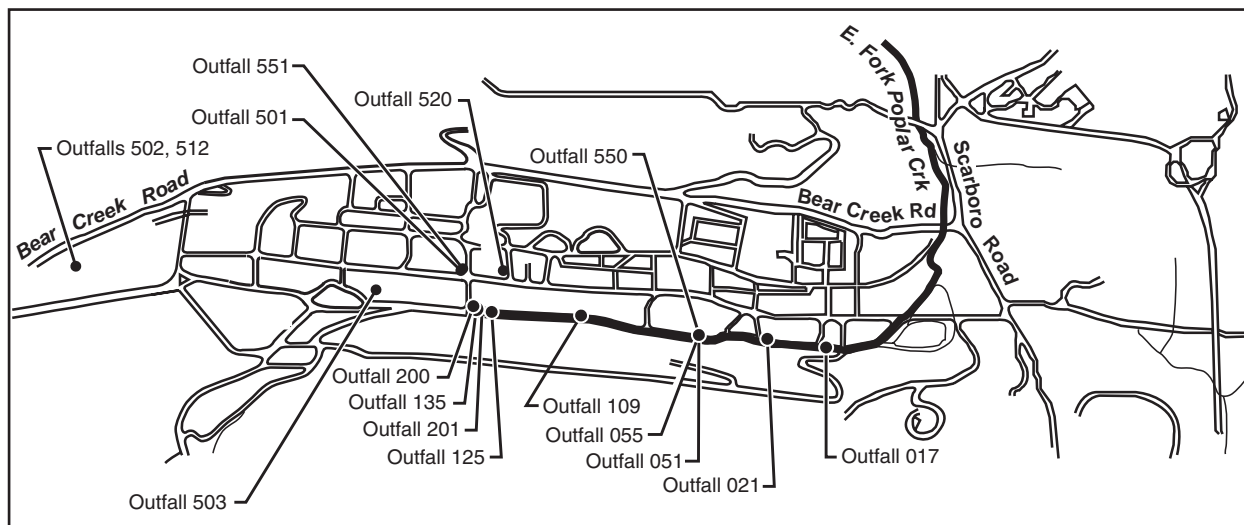 Outfall 551
Outfall 520
Outfall 501
Outfalls 502, 512
Bear Creek Road
Outfall 550
E. Fork Poplar Crk
Scarboro Road
Bear Creek Rd
Outfall 200
Outfall 135
Outfall 201
Outfall 125
Outfall 109
Outfall 055
Outfall 051
Outfall 021
Outfall 017
Outfall 503